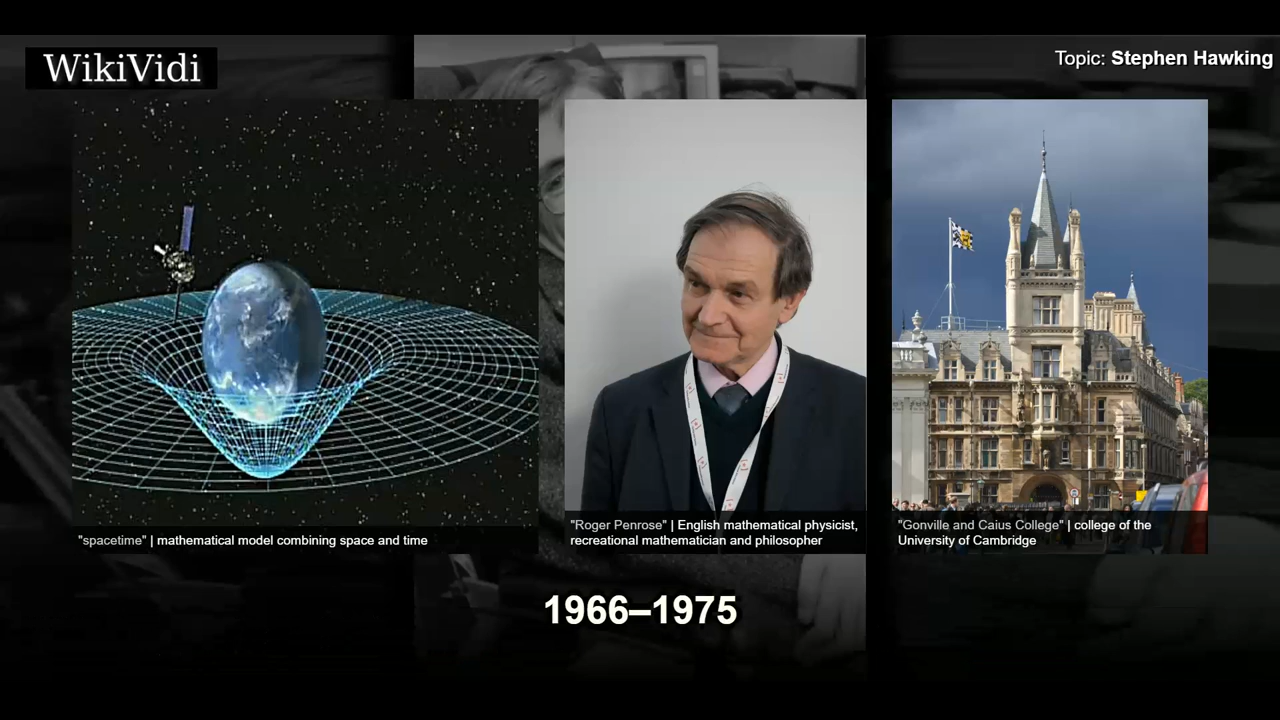 WikiVidi
Topic: Stephen Hawking
"spacetime" | mathematical model combining space and time
"Roger Penrose" | English mathematical physicist,
recreational mathematician and philosopher
"Gonville and Caius College" | college of the
University of Cambridge
1966–1975